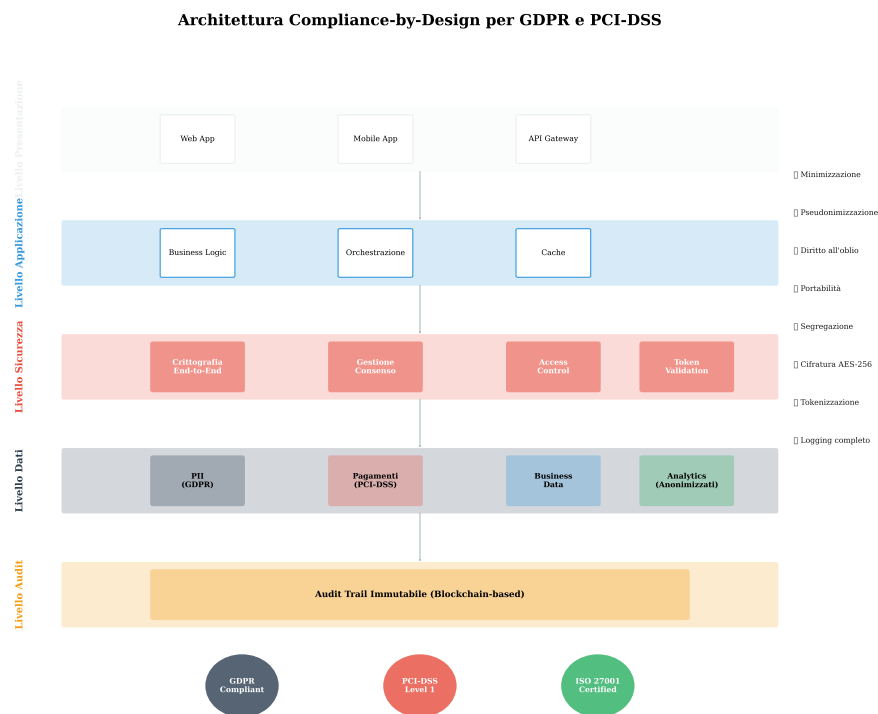 Architettura Compliance-by-Design per GDPR e PCI-DSS
Livello Presentazione
Web App
Mobile App
API Gateway
Livello Applicazione
Business Logic
Orchestrazione
Cache
Livello Sicurezza
Crittografia
End-to-End
Gestione
Consenso
Access
Control
Token
Validation
Livello Dati
PII
(GDPR)
Pagamenti
(PCI-DSS)
Business
Data
Analytics
(Anonimizzati)
Livello Audit
Audit Trail Immutabile (Blockchain-based)
GDPR
Compliant
PCI-DSS
Level 1
ISO 27001
Certified
Minimizzazione
Pseudonimizzazione
Diritto all'oblio
Portabilità
Segregazione
Cifratura AES-256
Tokenizzazione
Logging completo